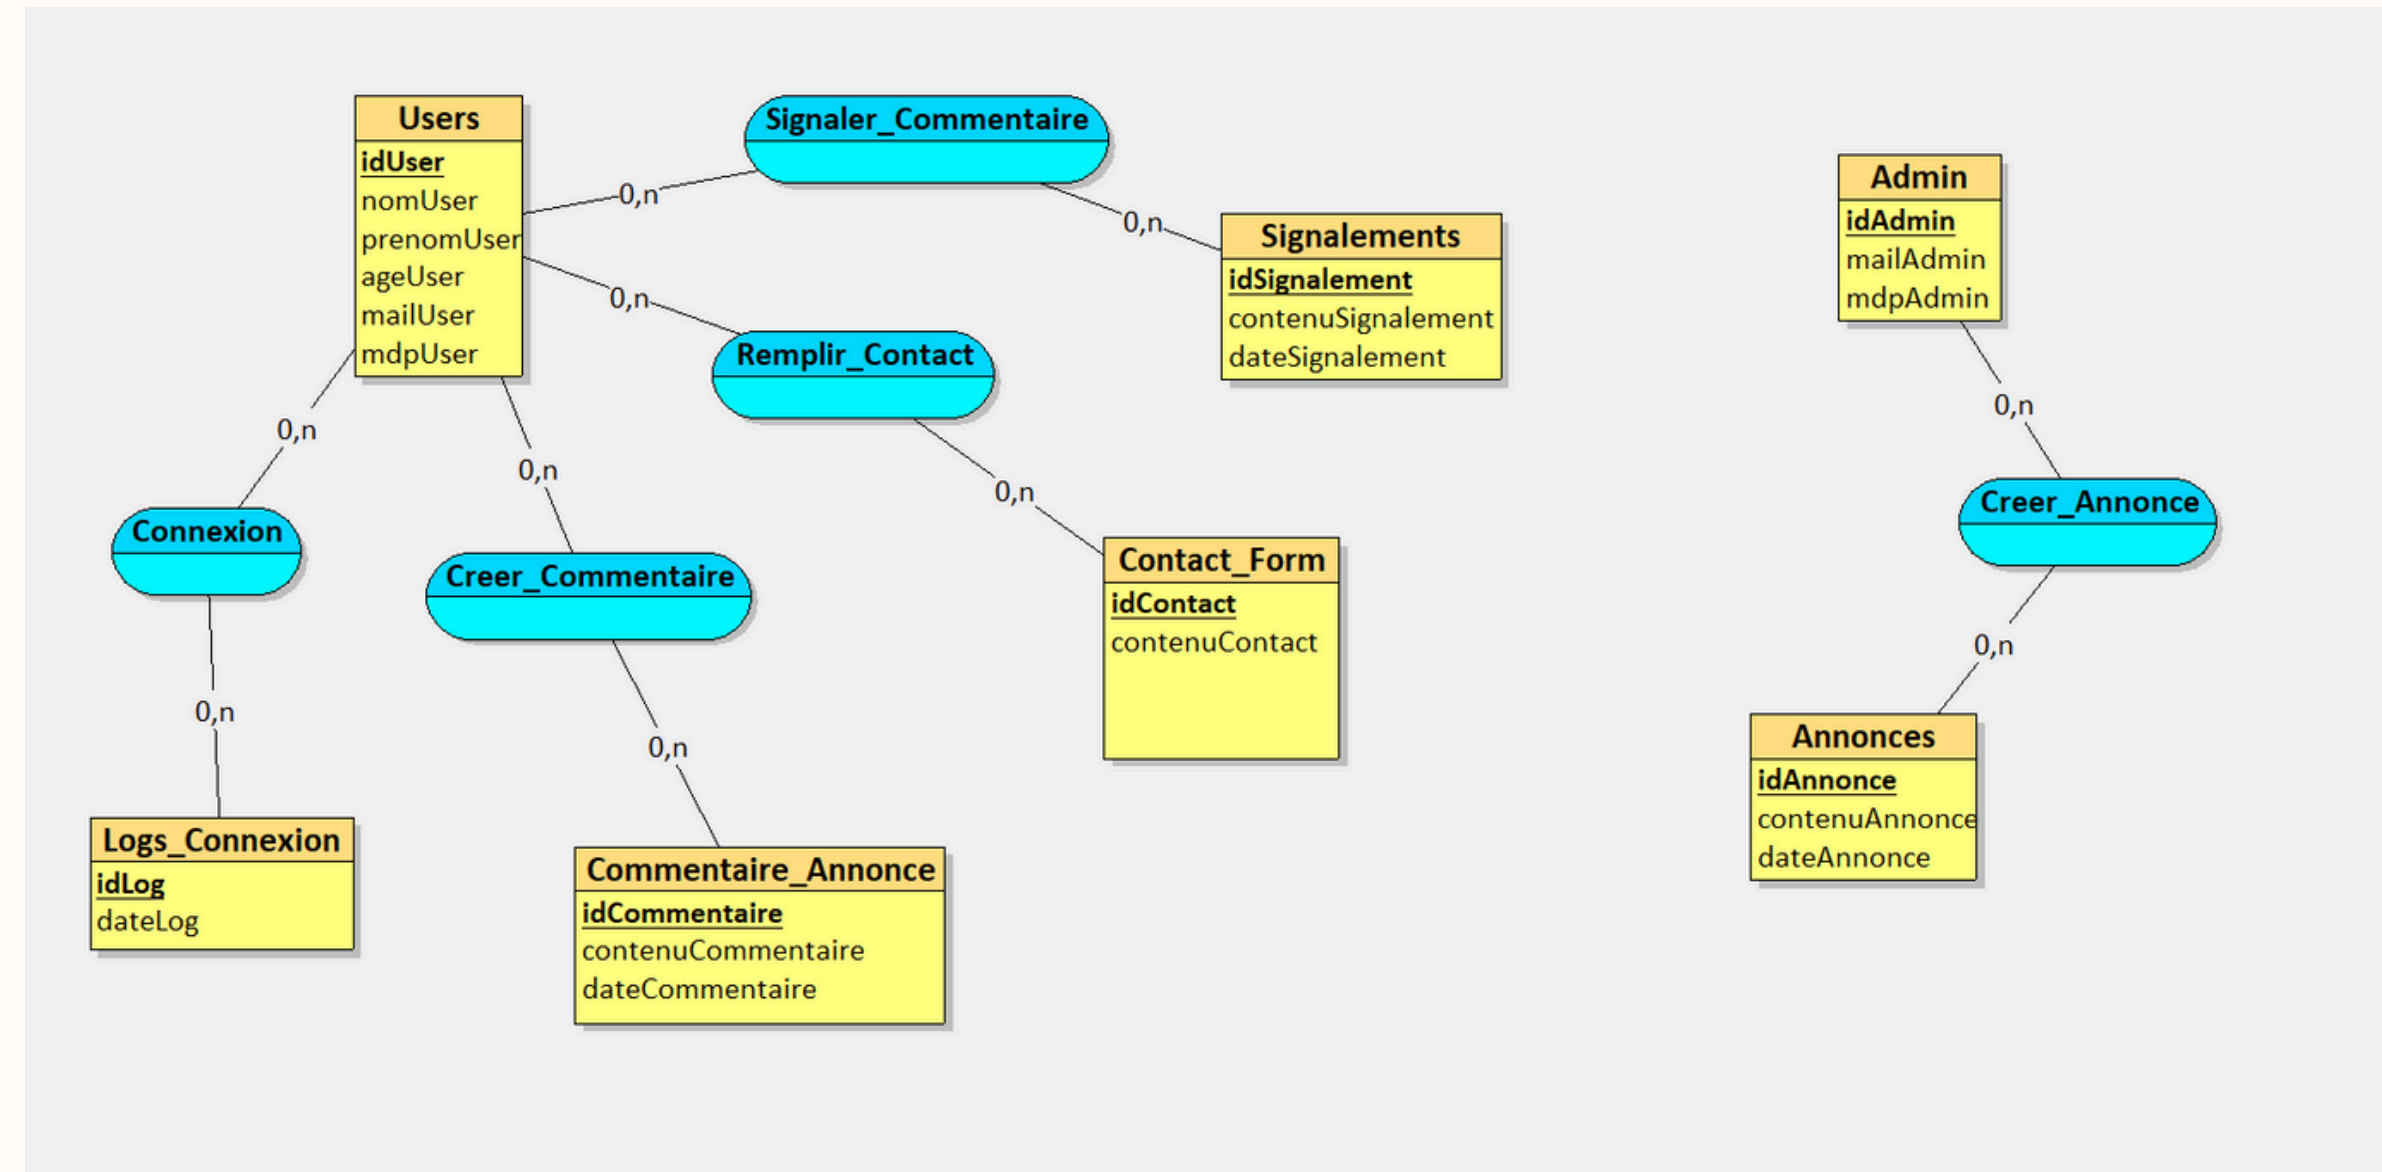 Users
idUser
nomUser
prenomUser
ageUser
mailUser
mdpUser
Signaler_Commentaire
0,n
0,n
Signalements
idSignalement
contenuSignalement
dateSignalement
0,n
Remplir_Contact
0,n
Contact_Form
idContact
contenuContact
0,n
Connexion
0,n
Logs_Connexion
idLog
dateLog
0,n
Creer_Commentaire
0,n
Commentaire_Annonce
idCommentaire
contenuCommentaire
dateCommentaire
Admin
idAdmin
mailAdmin
mdpAdmin
0,n
Creer_Annonce
0,n
Annonces
idAnnonce
contenuAnnonce
dateAnnonce